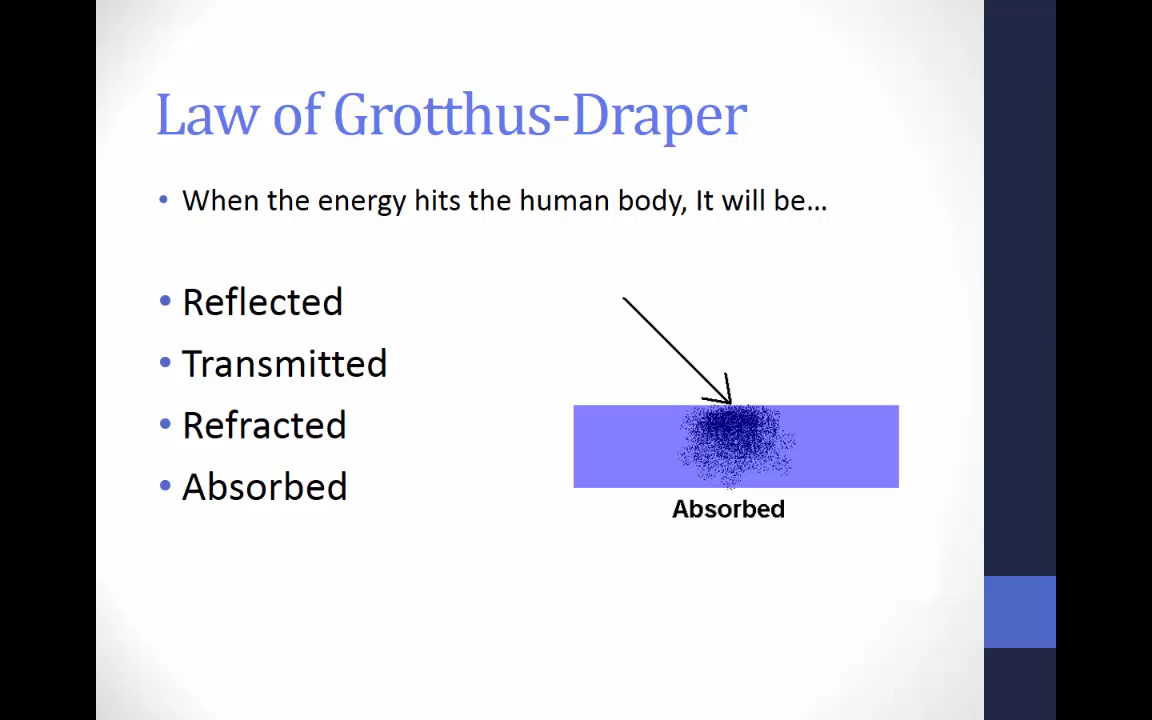 Law of Grotthus-Draper
• When the energy hits the human body, It will be...
• Reflected
• Transmitted
• Refracted
• Absorbed
Absorbed